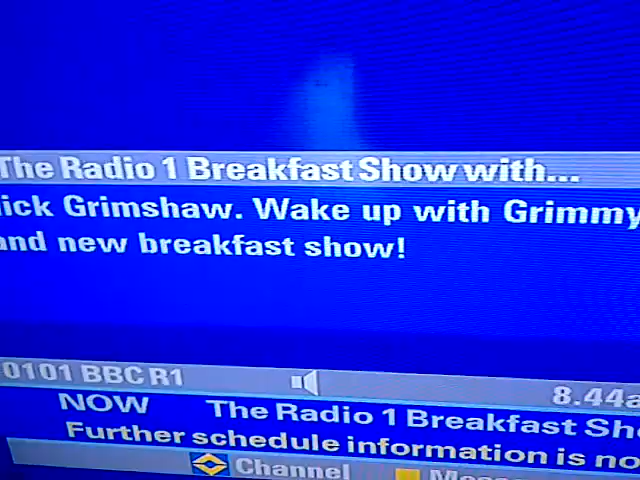 The Radio 1 Breakfast Show with...
ick Grimshaw. Wake up with Grimmy
and new breakfast show!
0101 BBC R1 8.44a
NOW The Radio 1 Breakfast Sh
Further schedule information is no
Channel